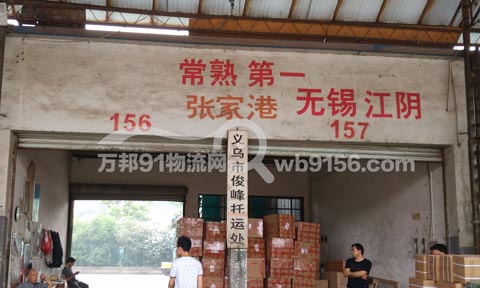 常熟 第一
张家港 无锡 江阴
156 157
义乌市俊峰托运处
万邦91物流网 wb9156.com